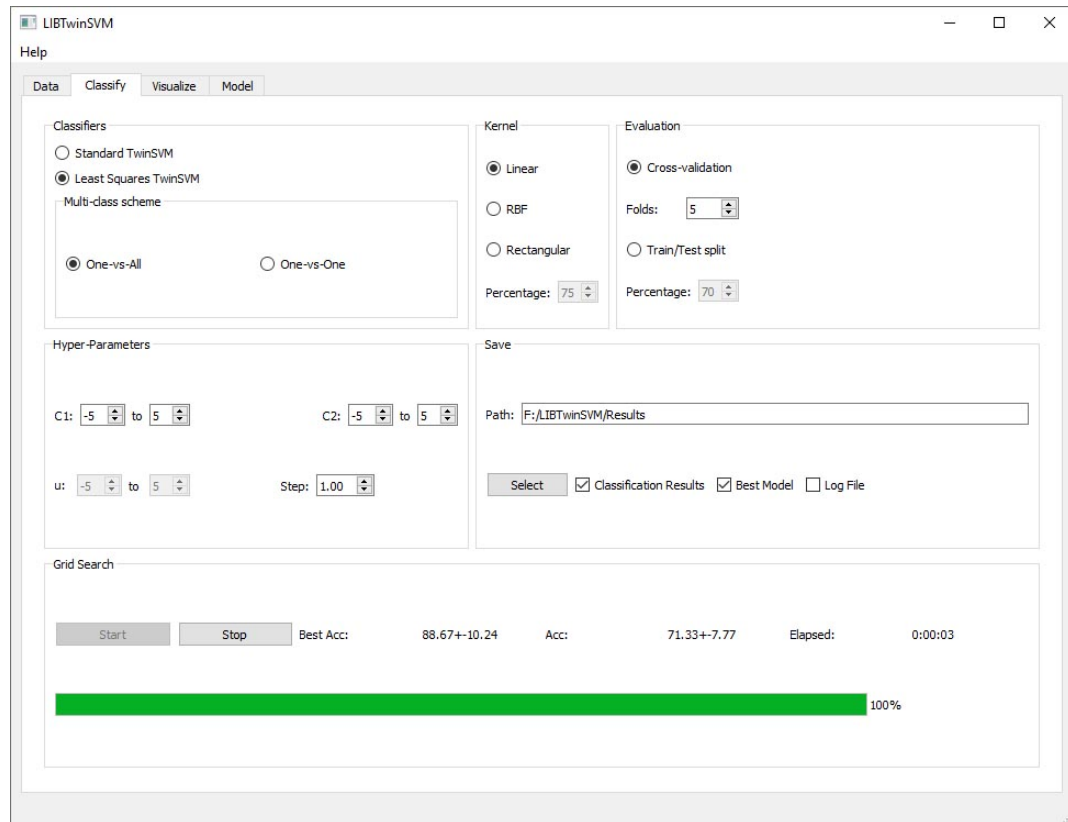 LIBTwinSVM
Help
Data Classify Visualize Model
Classifiers
Standard TwinSVM
Least Squares TwinSVM
Multi-class scheme
One-vs-All One-vs-One
Kernel
Linear
RBF
Rectangular
Percentage: 75
Evaluation
Cross-validation
Folds: 5
Train/Test split
Percentage: 70
Hyper-Parameters
C1: -5 to 5 C2: -5 to 5
u: -5 to 5 Step: 1.00
Save
Path: F:/LIBTwinSVM/Results
Select Classification Results Best Model Log File
Grid Search
Start Stop Best Acc: 88.67+-10.24 Acc: 71.33+-7.77 Elapsed: 0:00:03
100%